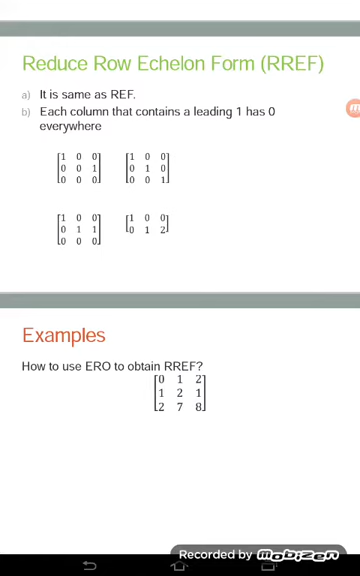 Reduce Row Echelon Form (RREF)
a) It is same as REF.
b) Each column that contains a leading 1 has 0
everywhere
1 0 0
0 0 1
0 0 0
1 0 0
0 1 0
0 0 1
1 0 0
0 1 1
0 0 0
1 0 0
0 1 2
Examples
How to use ERO to obtain RREF?
0 1 2
1 2 1
2 7 8
Recorded by Mobizen